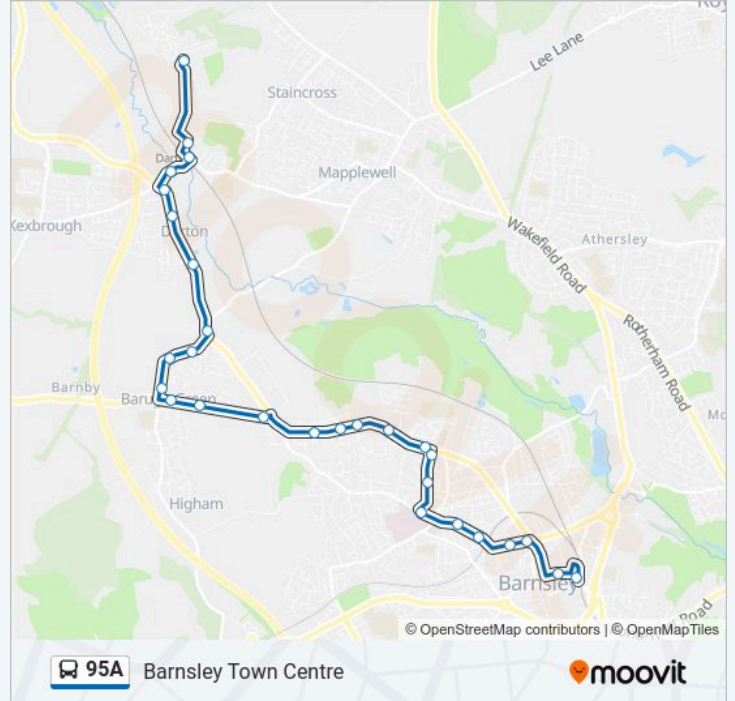 Lee Lane
Staincross
Mapplewell
Kexbrough
Wakefield Road
Athersley
Rotherham Road
Barnby
Higham
Barnsley
Road
© OpenStreetMap contributors | © OpenMapTiles
95A
Barnsley Town Centre
moovit